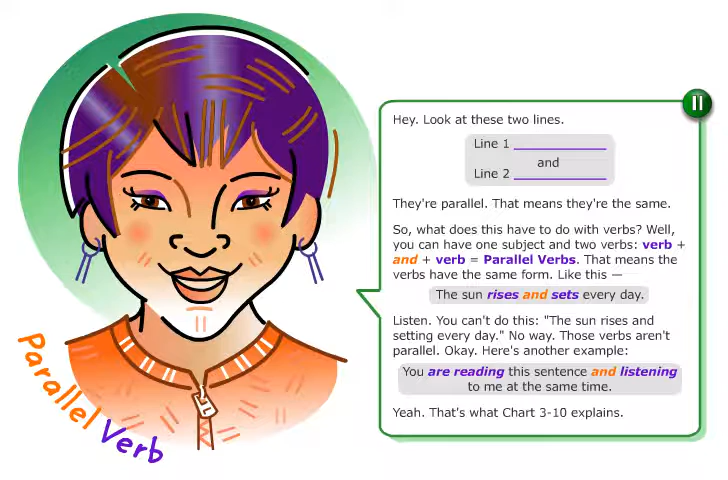 Parallel Verb
||
Hey. Look at these two lines.
Line 1 ____________
and
Line 2 ____________
They're parallel. That means they're the same.
So, what does this have to do with verbs? Well,
you can have one subject and two verbs: verb +
and + verb = Parallel Verbs. That means the
verbs have the same form. Like this —
The sun rises and sets every day.
Listen. You can't do this: "The sun rises and
setting every day." No way. Those verbs aren't
parallel. Okay. Here's another example:
You are reading this sentence and listening
to me at the same time.
Yeah. That's what Chart 3-10 explains.